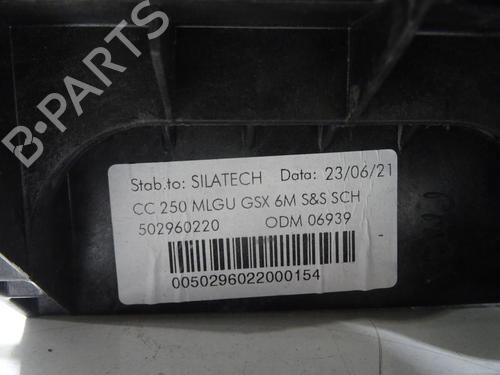 B-PARTS
Stab.to: SILATECH Data: 23/06/21
CC 250 MLGU GSX 6M S&S SCH
502960220 ODM 06939
0050296022000154